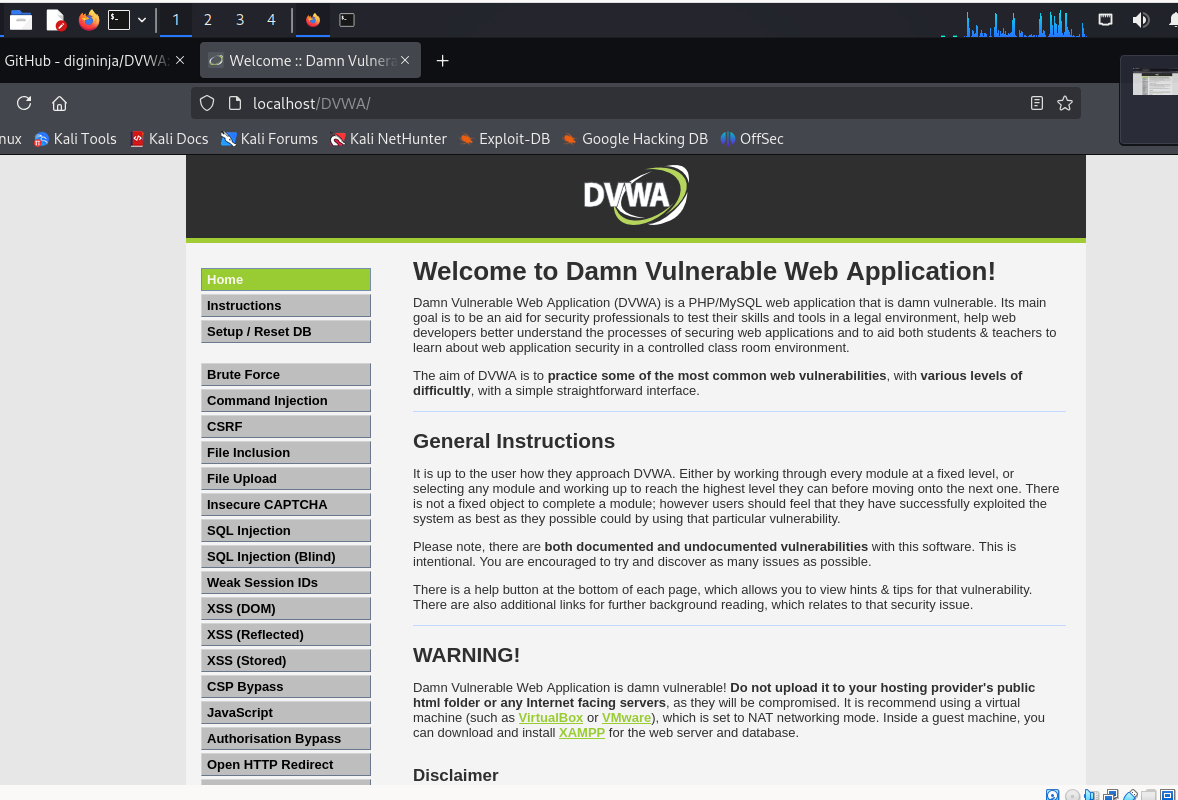 1 2 3 4
GitHub - digininja/DVWA:
Welcome :: Damn Vulnera
localhost/DVWA/
nux Kali Tools Kali Docs Kali Forums Kali NetHunter Exploit-DB Google Hacking DB OffSec
DVWA
Home
Instructions
Setup / Reset DB
Brute Force
Command Injection
CSRF
File Inclusion
File Upload
Insecure CAPTCHA
SQL Injection
SQL Injection (Blind)
Weak Session IDs
XSS (DOM)
XSS (Reflected)
XSS (Stored)
CSP Bypass
JavaScript
Authorisation Bypass
Open HTTP Redirect
Welcome to Damn Vulnerable Web Application!
Damn Vulnerable Web Application (DVWA) is a PHP/MySQL web application that is damn vulnerable. Its main
goal is to be an aid for security professionals to test their skills and tools in a legal environment, help web
developers better understand the processes of securing web applications and to aid both students & teachers to
learn about web application security in a controlled class room environment.
The aim of DVWA is to practice some of the most common web vulnerabilities, with various levels of
difficultly, with a simple straightforward interface.
General Instructions
It is up to the user how they approach DVWA. Either by working through every module at a fixed level, or
selecting any module and working up to reach the highest level they can before moving onto the next one. There
is not a fixed object to complete a module; however users should feel that they have successfully exploited the
system as best as they possible could by using that particular vulnerability.
Please note, there are both documented and undocumented vulnerabilities with this software. This is
intentional. You are encouraged to try and discover as many issues as possible.
There is a help button at the bottom of each page, which allows you to view hints & tips for that vulnerability.
There are also additional links for further background reading, which relates to that security issue.
WARNING!
Damn Vulnerable Web Application is damn vulnerable! Do not upload it to your hosting provider's public
html folder or any Internet facing servers, as they will be compromised. It is recommend using a virtual
machine (such as VirtualBox or VMware), which is set to NAT networking mode. Inside a guest machine, you
can download and install XAMPP for the web server and database.
Disclaimer